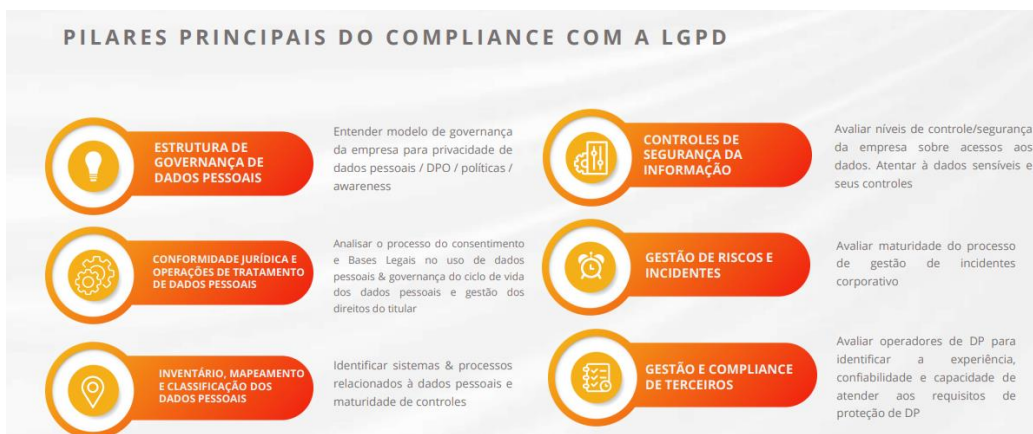 PILARES PRINCIPAIS DO COMPLIANCE COM A LGPD
ESTRUTURA DE
GOVERNANÇA DE
DADOS PESSOAIS
Entender modelo de governança
da empresa para privacidade de
dados pessoais / DPO / políticas /
awareness
CONFORMIDADE JURÍDICA E
OPERAÇÕES DE TRATAMENTO
DE DADOS PESSOAIS
Analisar o processo do consentimento
e Bases Legais no uso de dados
pessoais & governança do ciclo de vida
dos dados pessoais e gestão dos
direitos do titular
INVENTÁRIO, MAPEAMENTO
E CLASSIFICAÇÃO DOS
DADOS PESSOAIS
Identificar sistemas & processos
relacionados à dados pessoais e
maturidade de controles
CONTROLES DE
SEGURANÇA DA
INFORMAÇÃO
Avaliar níveis de controle/segurança
da empresa sobre acessos aos
dados. Atentar à dados sensíveis e
seus controles
GESTÃO DE RISCOS E
INCIDENTES
Avaliar maturidade do processo
de gestão de incidentes
corporativo
GESTÃO E COMPLIANCE
DE TERCEIROS
Avaliar operadores de DP para
identificar a experiência,
confiabilidade e capacidade de
atender aos requisitos de
proteção de DP